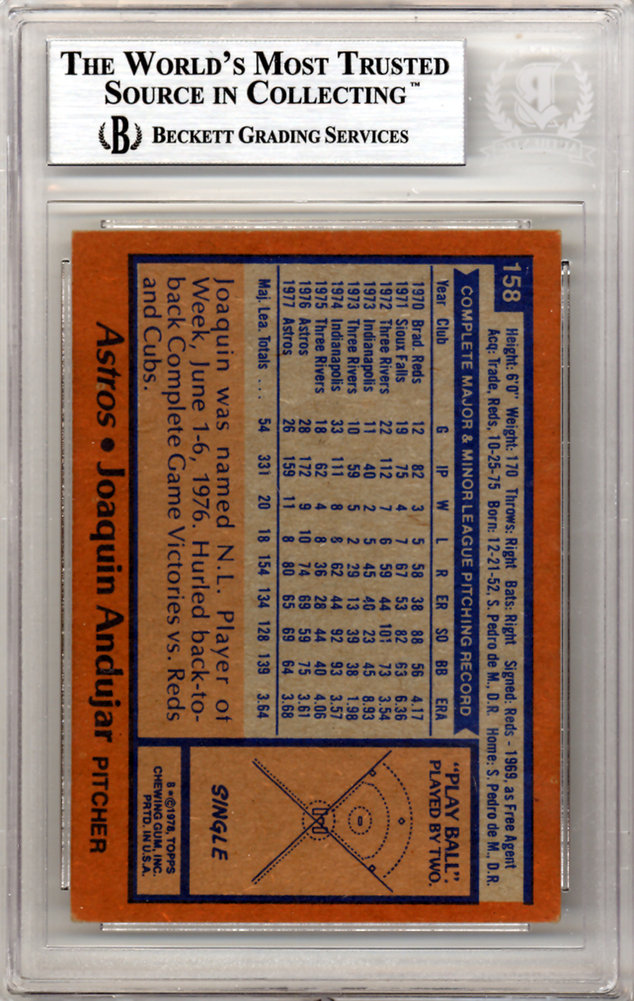 THE WORLD'S MOST TRUSTED
SOURCE IN COLLECTING™
B BECKETT GRADING SERVICES
158
Height: 6'0" Weight: 170 Throws: Right Bats: Right Signed: Reds - 1969, as Free Agent
Acq: Trade, Reds, 10-25-75 Born: 12-21-52, S. Pedro de M., D.R. Home: S. Pedro de M., D.R.
COMPLETE MAJOR & MINOR LEAGUE PITCHING RECORD
Year Club G IP W L R ER SO BB ERA
1970 Brad. Reds 12 82 3 5 58 38 88 56 4.17
1971 Sioux Falls 19 75 4 7 67 53 82 63 6.36
1972 Three Rivers 22 112 7 6 59 44 101 73 3.54
1973 Indianapolis 11 40 2 5 45 40 23 45 8.93
1973 Three Rivers 10 59 5 2 29 13 39 38 1.98
1974 Indianapolis 33 111 8 8 62 44 92 93 3.57
1975 Three Rivers 18 62 4 8 36 28 44 40 4.06
1976 Astros 28 172 9 10 74 69 59 75 3.61
1977 Astros 26 159 11 8 80 65 69 64 3.68
Maj. Lea. Totals .... 54 331 20 18 154 134 128 139 3.64
Joaquin was named N.L. Player of
Week, June 1-6, 1976. Hurled back-to-
back Complete Game Victories vs. Reds
and Cubs.
"PLAY BALL"
PLAYED BY TWO.
SINGLE
B*©1978, TOPPS
CHEWING GUM, INC.
PRTD. IN U.S.A.
Astros • Joaquin Andujar PITCHER